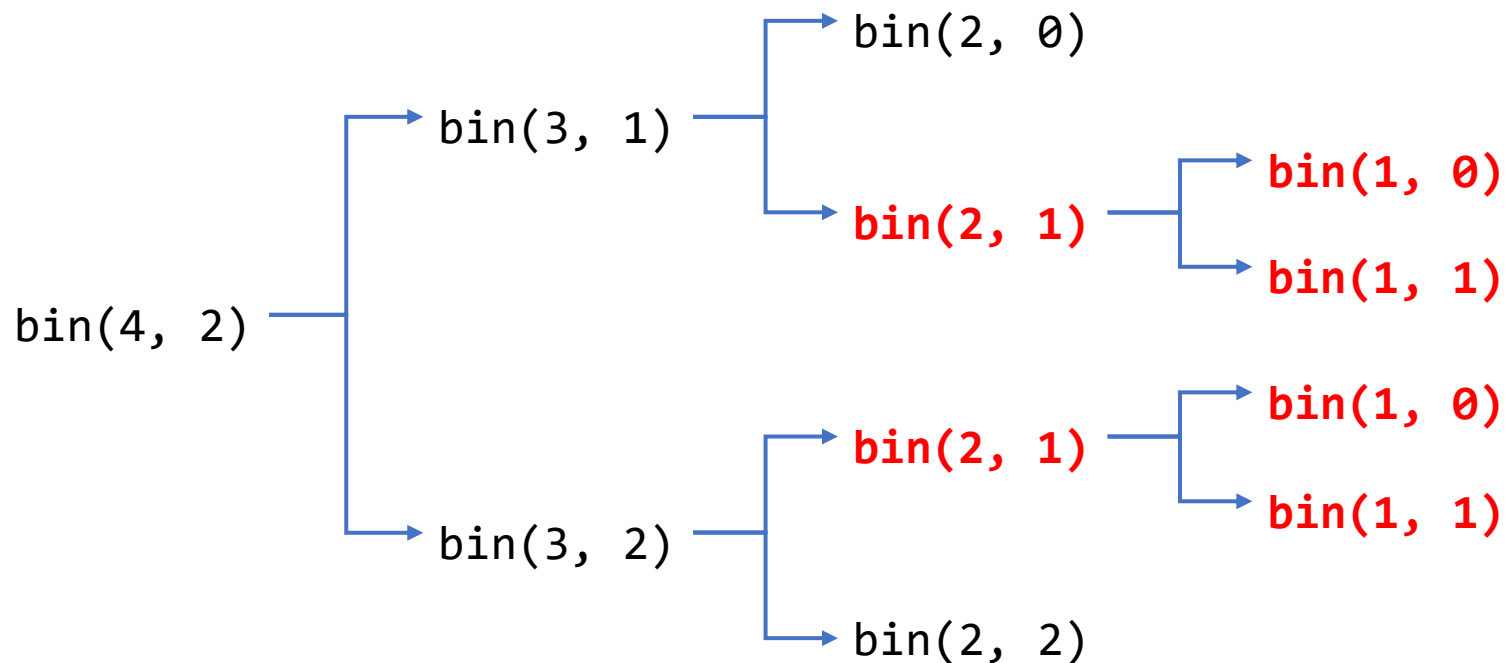 bin(2, 0)
bin(3, 1)
bin(1, 0)
bin(2, 1)
bin(1, 1)
bin(4, 2)
bin(1, 0)
bin(2, 1)
bin(1, 1)
bin(3, 2)
bin(2, 2)